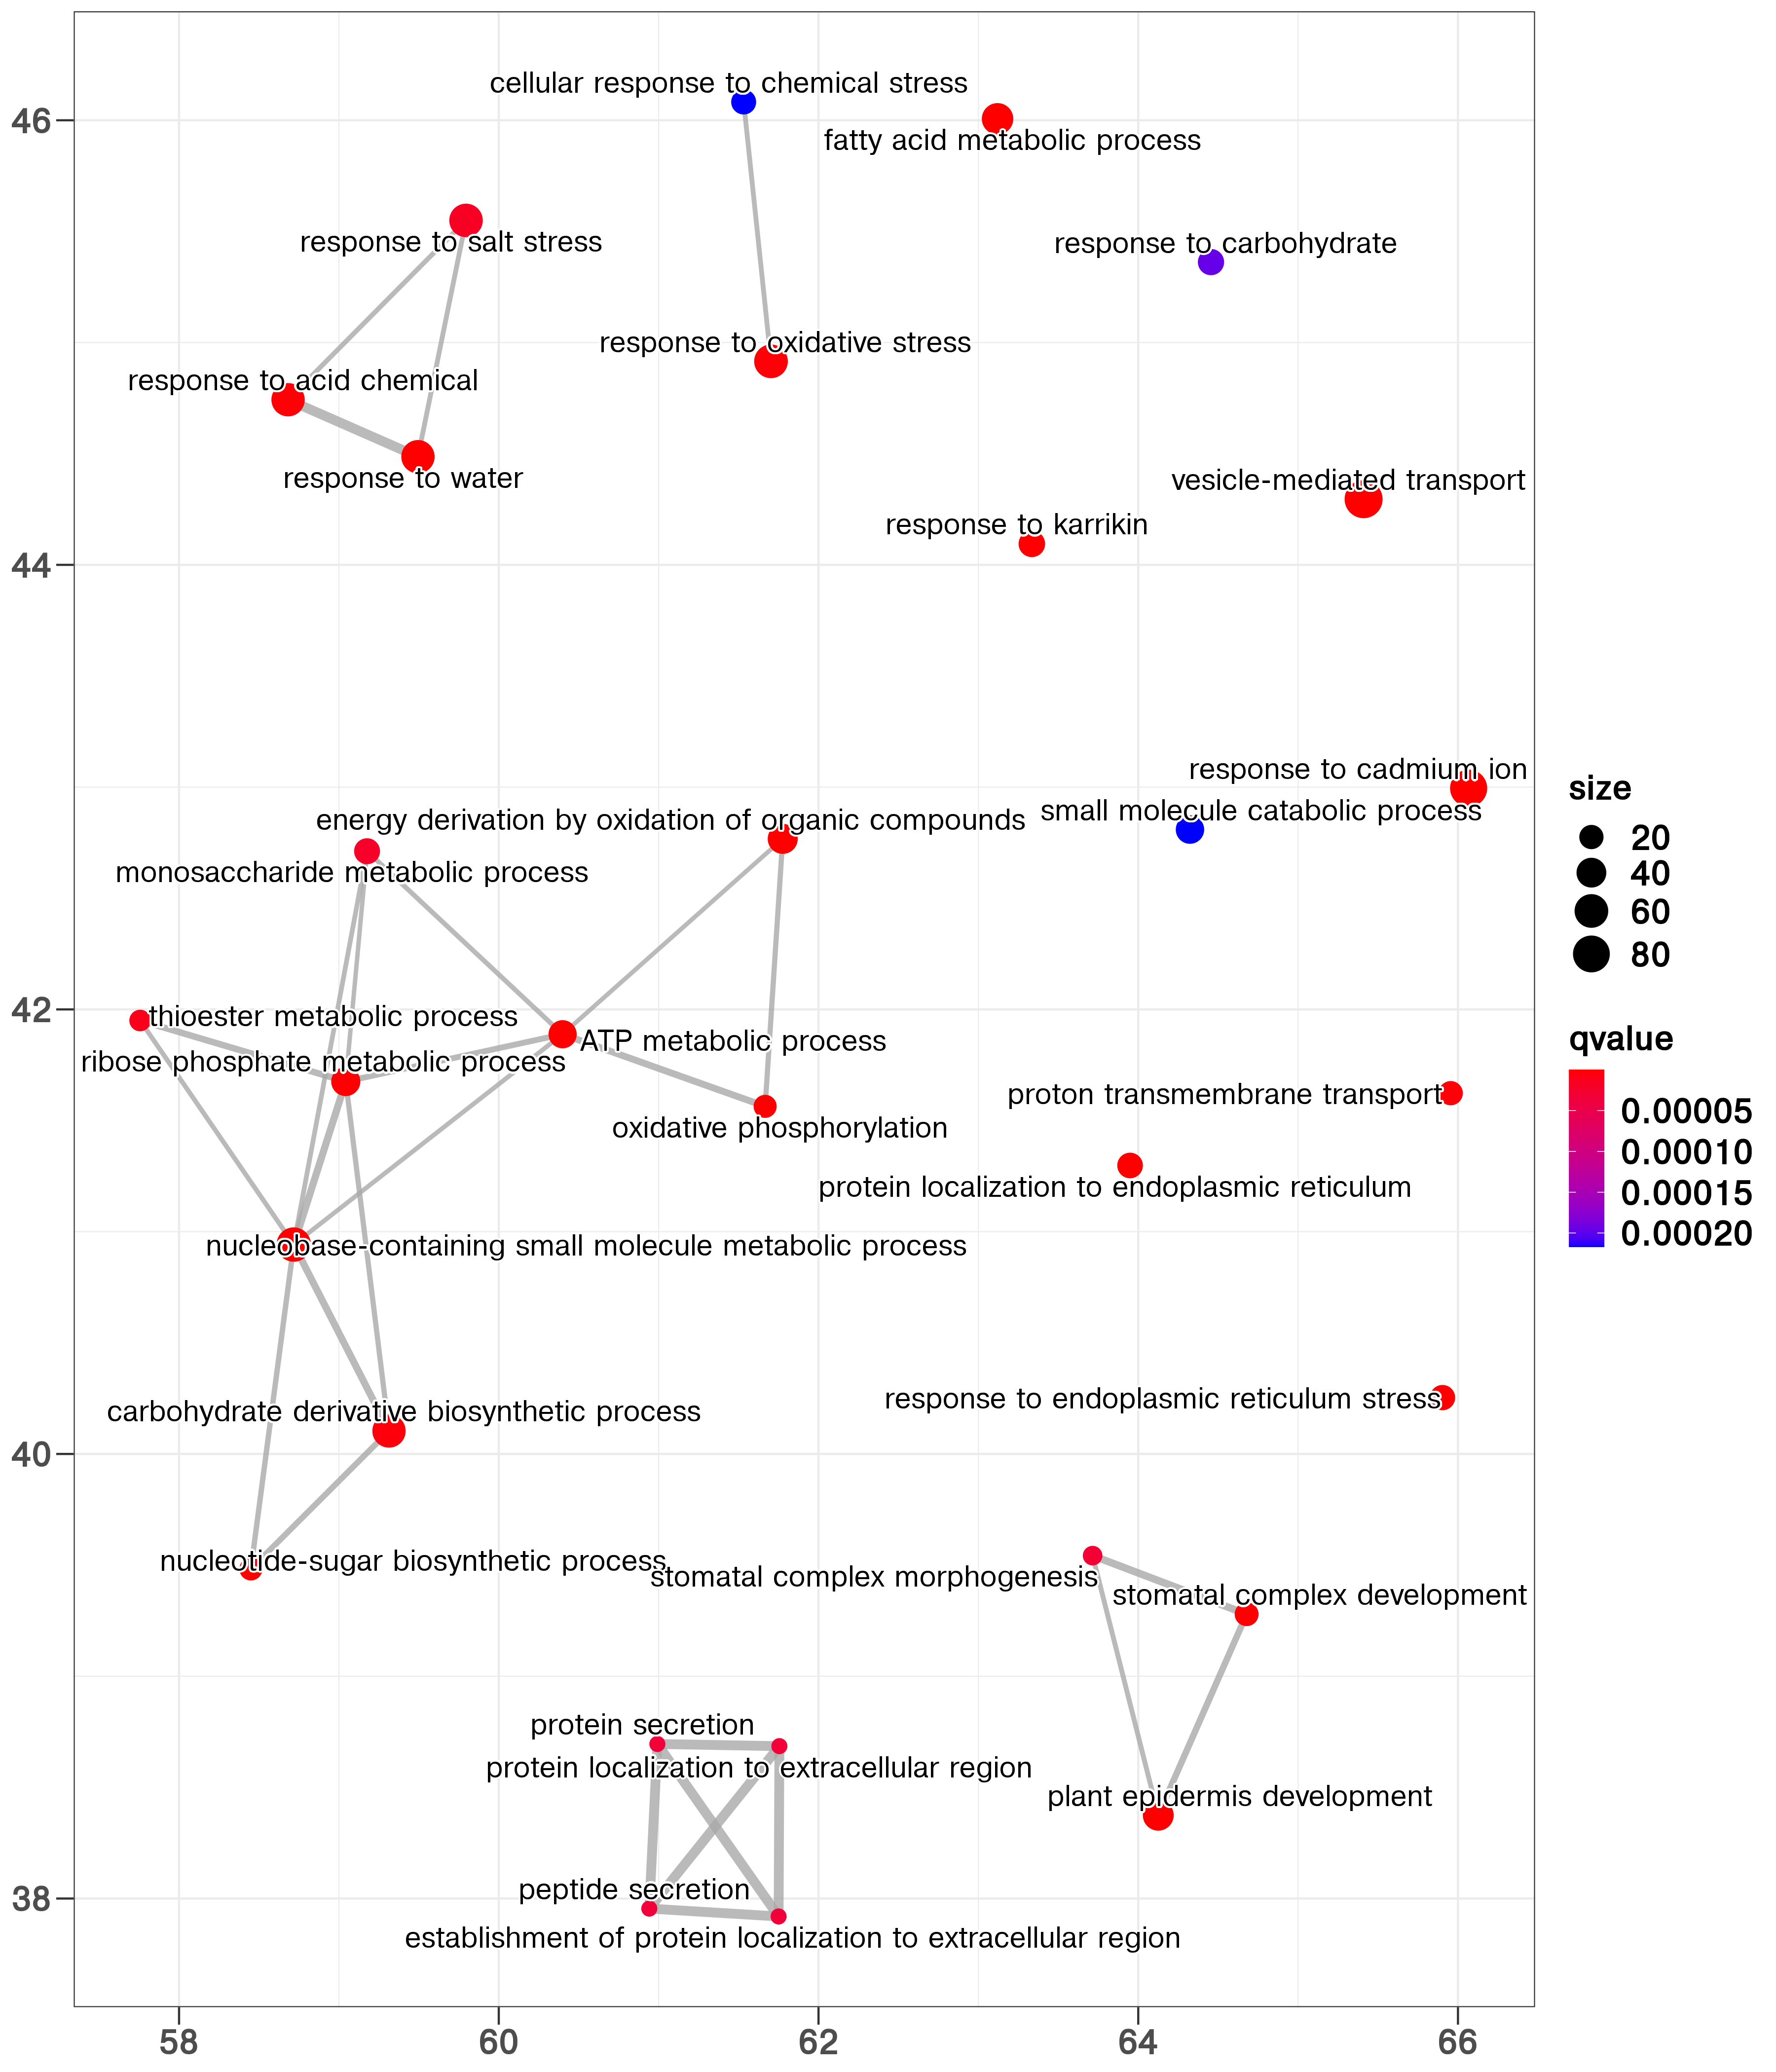 cellular response to chemical stress
46
fatty acid metabolic process
response to salt stress
response to carbohydrate
response to oxidative stress
response to acid chemical
response to water
vesicle-mediated transport
response to karrikin
44
response to cadmium ion
small molecule catabolic process
energy derivation by oxidation of organic compounds
monosaccharide metabolic process
42
thioester metabolic process
ATP metabolic process
ribose phosphate metabolic process
proton transmembrane transport
oxidative phosphorylation
protein localization to endoplasmic reticulum
nucleobase-containing small molecule metabolic process
response to endoplasmic reticulum stress
carbohydrate derivative biosynthetic process
40
nucleotide-sugar biosynthetic process
stomatal complex morphogenesis
stomatal complex development
protein secretion
protein localization to extracellular region
plant epidermis development
peptide secretion
38
establishment of protein localization to extracellular region
58 60 62 64 66
size
20
40
60
80
qvalue
0.00005
0.00010
0.00015
0.00020